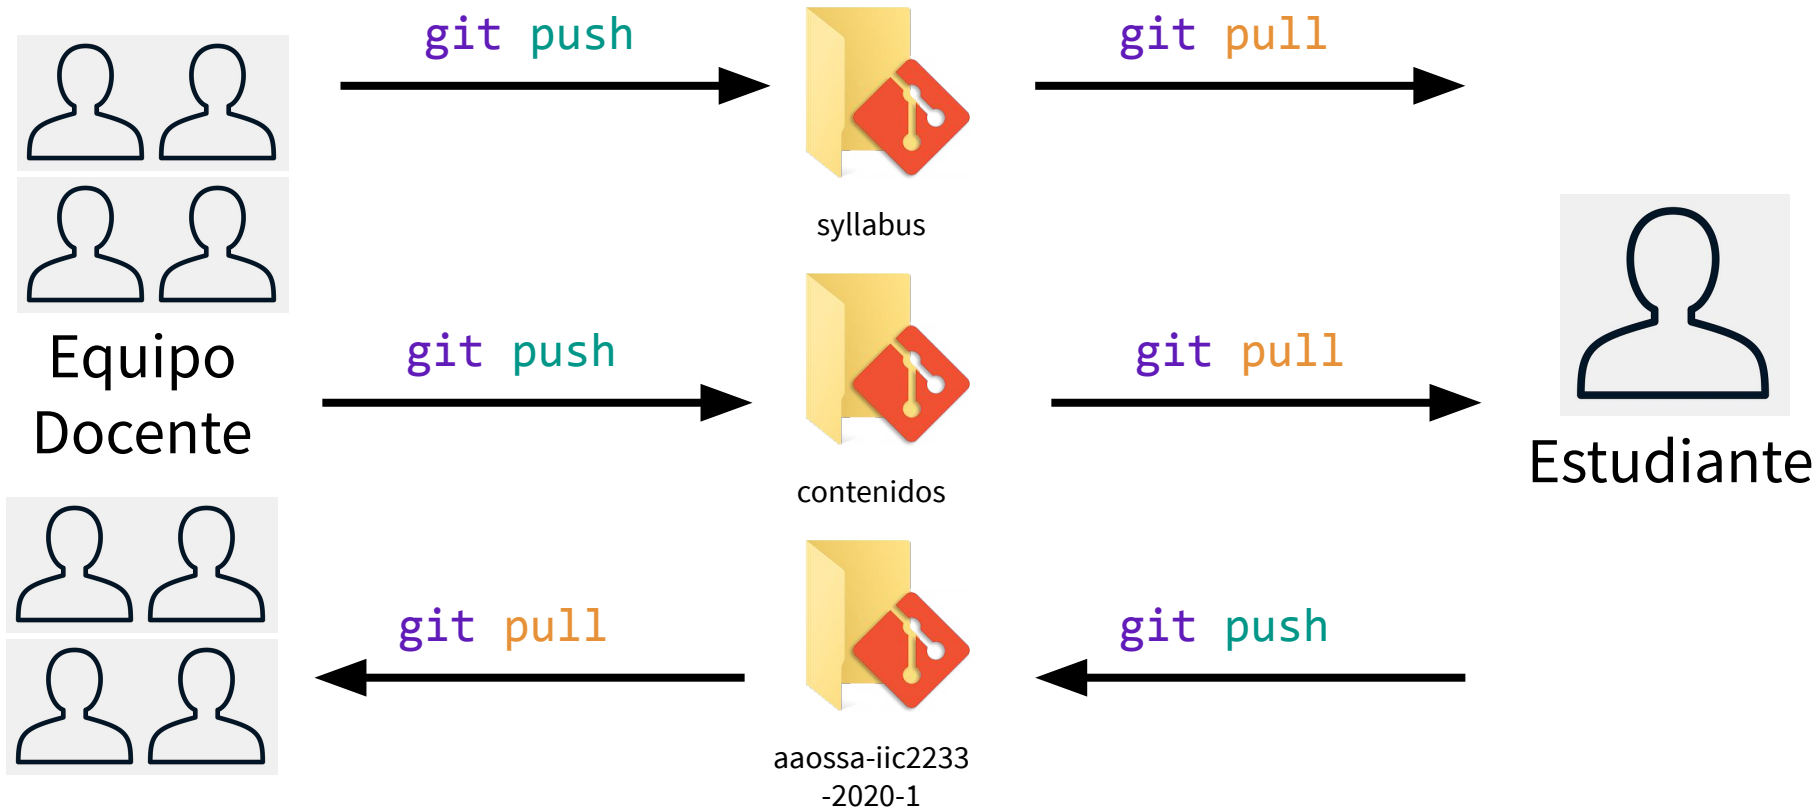 git push
git pull
syllabus
Equipo
Docente
git push
git pull
contenidos
Estudiante
git pull
git push
aaossa-iic2233
-2020-1